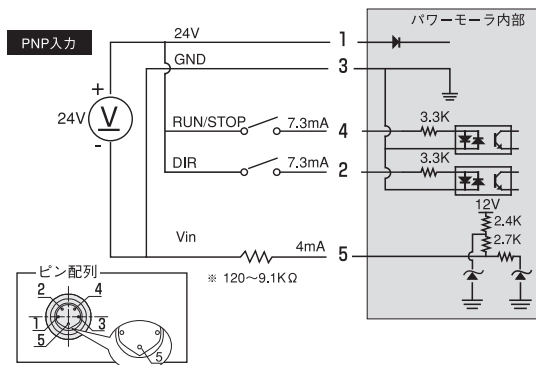 パワーモーラ内部
PNP入力
24V
1
GND
3
+
24V
V
-
RUN/STOP
7.3mA
4
3.3K
DIR
7.3mA
2
3.3K
12V
2.4K
2.7K
Vin
4mA
5
※ 120～9.1KΩ
ピン配列
2
4
1
3
5
5